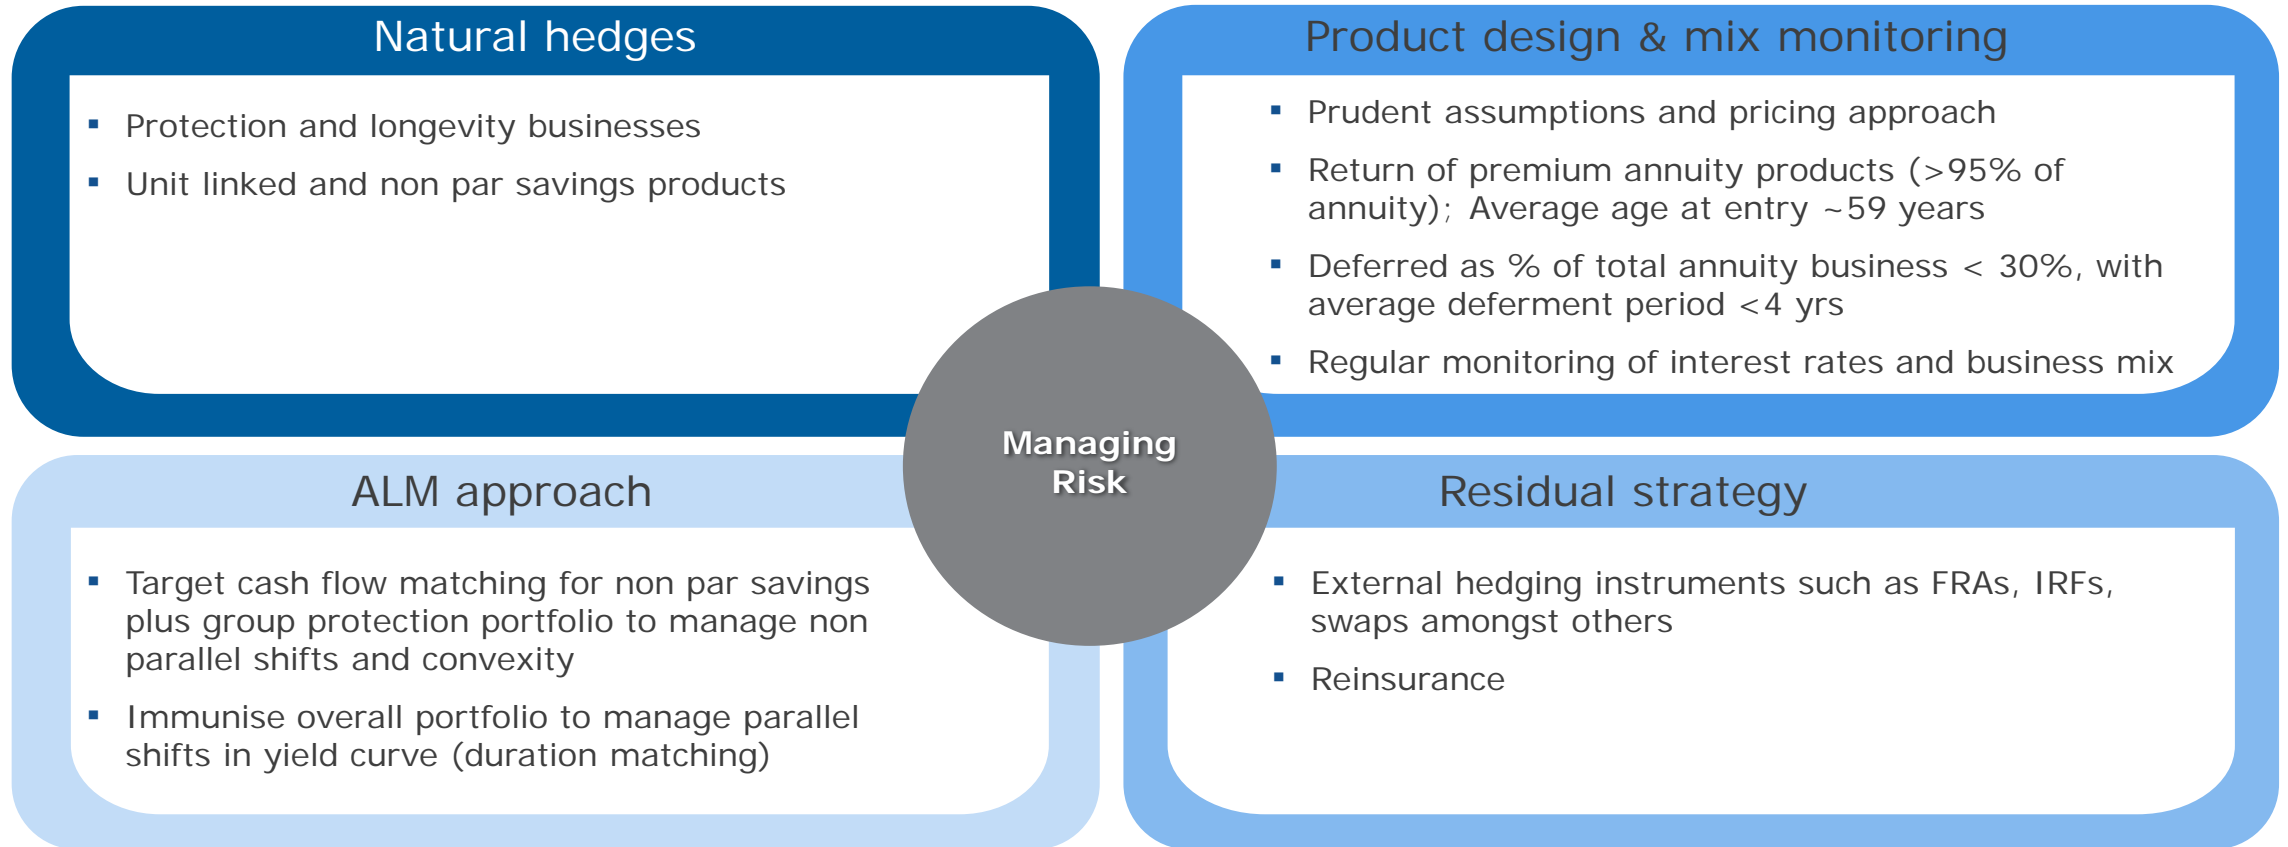 Natural hedges
Protection and longevity businesses
Unit linked and non par savings products
Product design & mix monitoring
Prudent assumptions and pricing approach
Return of premium annuity products (>95% of
annuity); Average age at entry ~59 years
Deferred as % of total annuity business < 30%, with
average deferment period <4 yrs
Regular monitoring of interest rates and business mix
Managing
Risk
ALM approach
Target cash flow matching for non par savings
plus group protection portfolio to manage non
parallel shifts and convexity
Immunise overall portfolio to manage parallel
shifts in yield curve (duration matching)
Residual strategy
External hedging instruments such as FRAs, IRFs,
swaps amongst others
Reinsurance